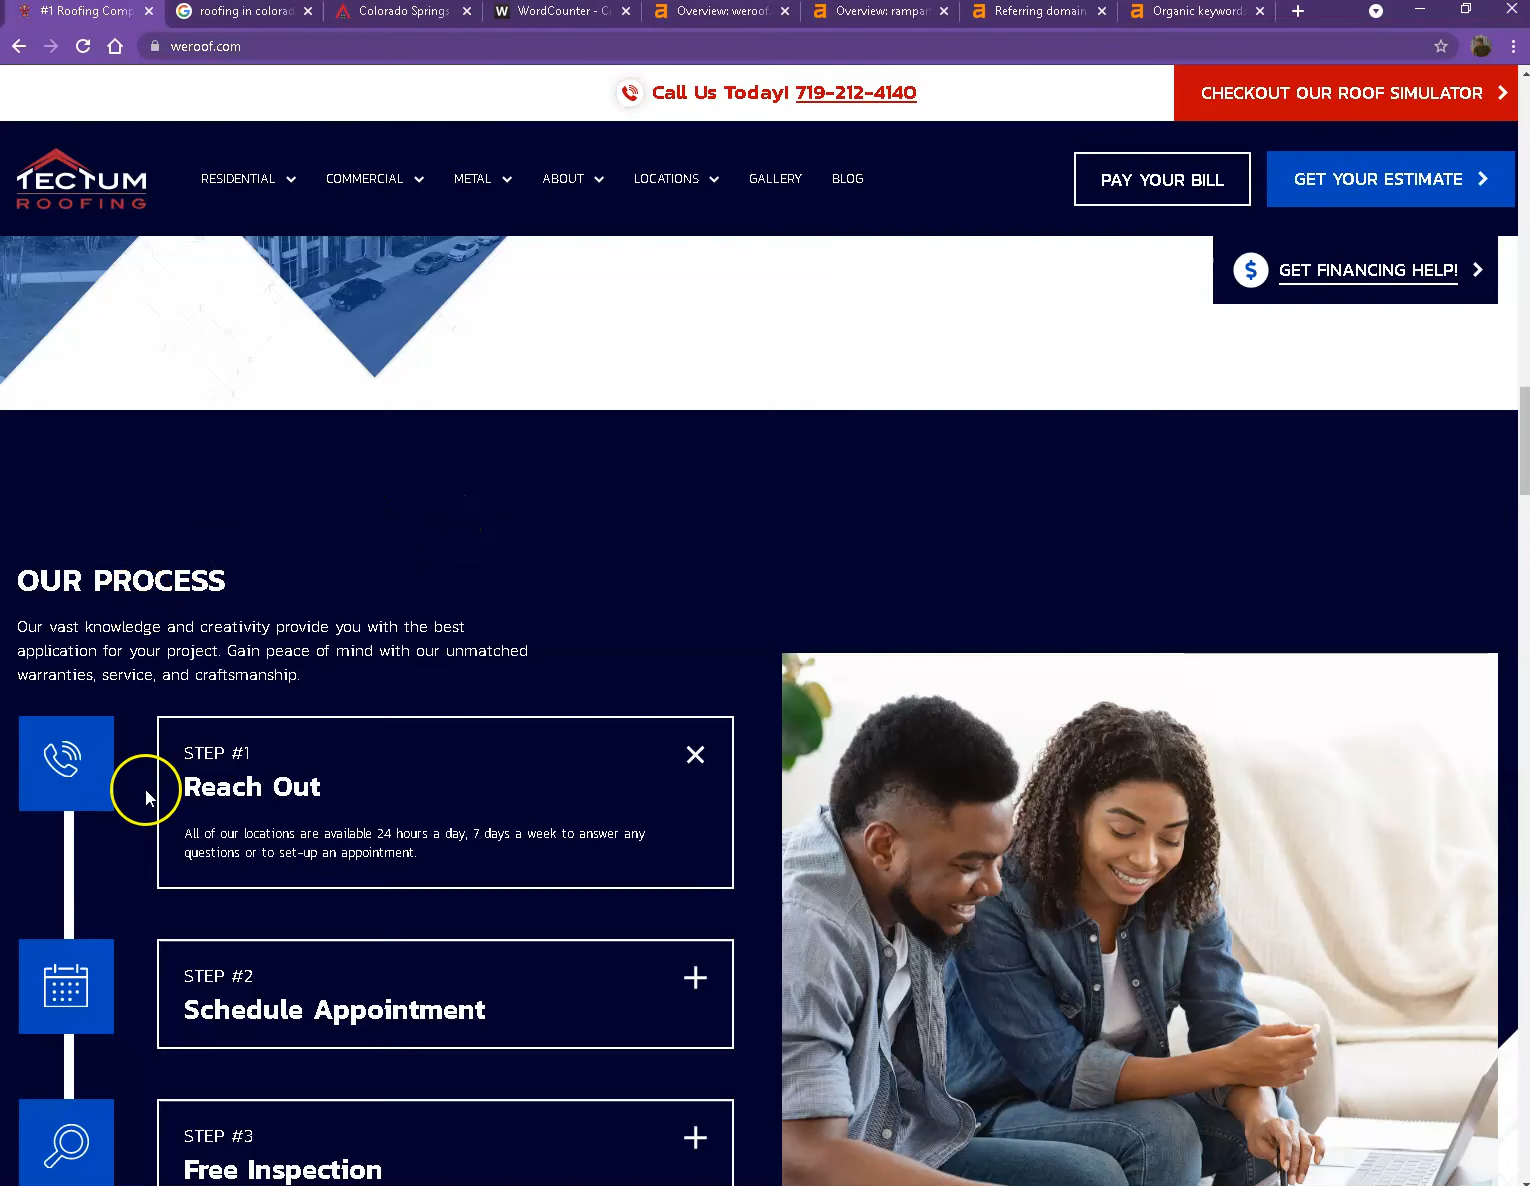 #1 Roofing Comp
roofing in colorad
Colorado Springs
WordCounter - C
Overview: weroof.
Overview: rampar
Referring domain
Organic keyword
weroof.com
Call Us Today! 719-212-4140
CHECKOUT OUR ROOF SIMULATOR
TECTUM
ROOFING
RESIDENTIAL
COMMERCIAL
METAL
ABOUT
LOCATIONS
GALLERY
BLOG
PAY YOUR BILL
GET YOUR ESTIMATE
$ GET FINANCING HELP!
OUR PROCESS
Our vast knowledge and creativity provide you with the best
application for your project. Gain peace of mind with our unmatched
warranties, service, and craftsmanship.
STEP #1
Reach Out
All of our locations are available 24 hours a day, 7 days a week to answer any
questions or to set-up an appointment.
STEP #2
Schedule Appointment
STEP #3
Free Inspection